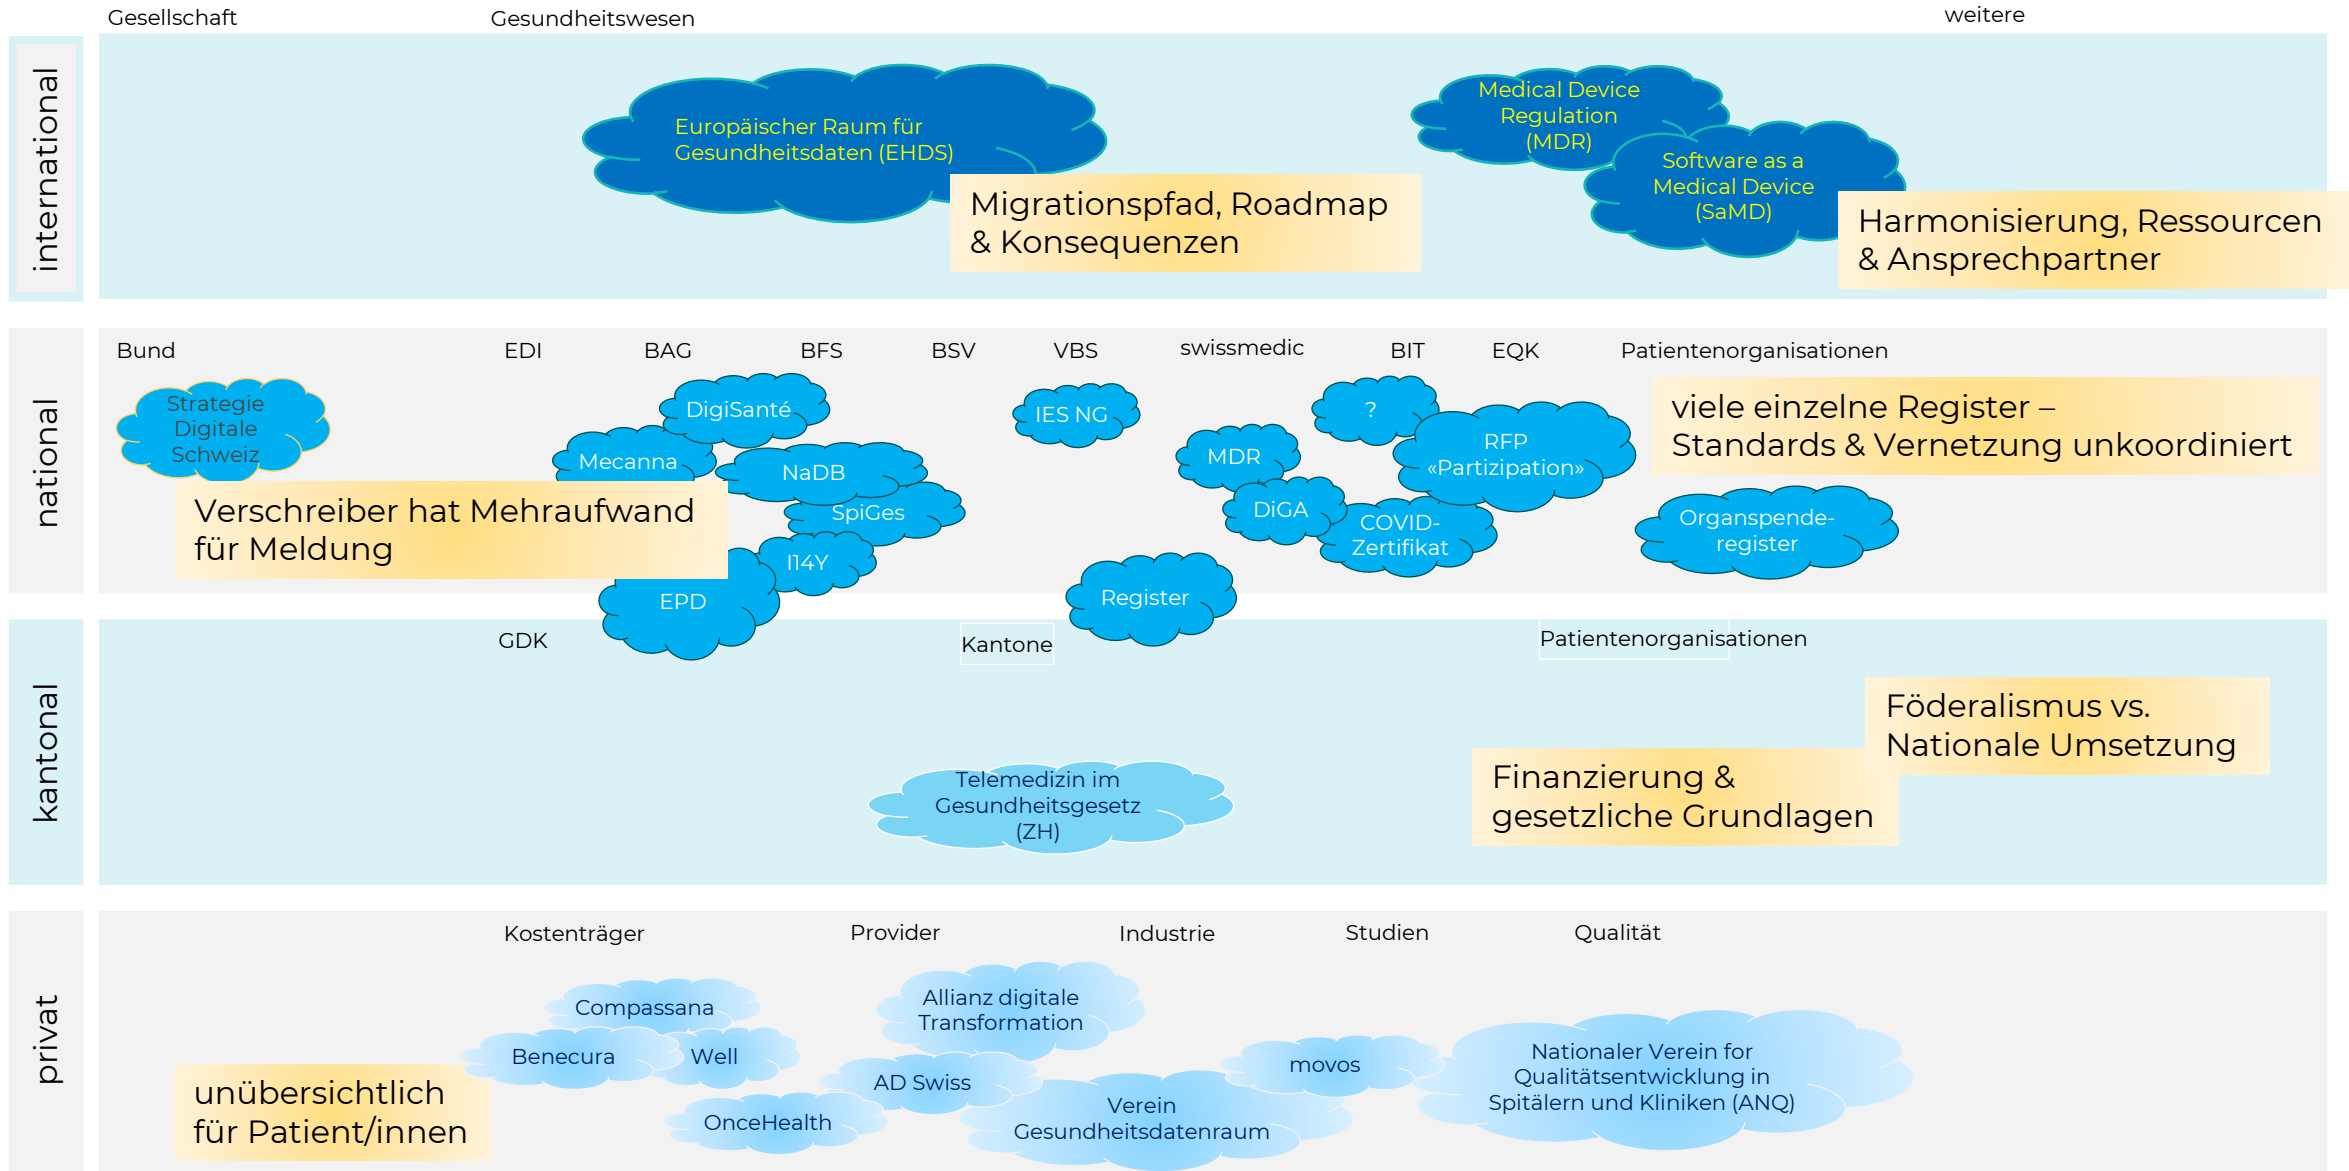 Gesellschaft
Gesundheitswesen
weitere
international
Europäischer Raum für
Gesundheitsdaten (EHDS)
Migrationspfad, Roadmap
& Konsequenzen
Medical Device
Regulation
(MDR)
Software as a
Medical Device
(SaMD)
Harmonisierung, Ressourcen
& Ansprechpartner
national
Bund
EDI
BAG
BFS
BSV
VBS
swissmedic
BIT
EQK
Patientenorganisationen
Strategie
Digitale
Schweiz
Verschreiber hat Mehraufwand
für Meldung
DigiSanté
Mecanna
NaDB
SpiGes
I14Y
EPD
IES NG
Register
MDR
DiGA
?
RFP
«Partizipation»
COVID-
Zertifikat
viele einzelne Register –
Standards & Vernetzung unkoordiniert
Organspende-
register
kantonal
GDK
Kantone
Patientenorganisationen
Telemedizin im
Gesundheitsgesetz
(ZH)
Finanzierung &
gesetzliche Grundlagen
Föderalismus vs.
Nationale Umsetzung
privat
Kostenträger
Provider
Industrie
Studien
Qualität
unübersichtlich
für Patient/innen
Compassana
Benecura
Well
OnceHealth
Allianz digitale
Transformation
AD Swiss
Verein
Gesundheitsdatenraum
movos
Nationaler Verein for
Qualitätsentwicklung in
Spitälern und Kliniken (ANQ)